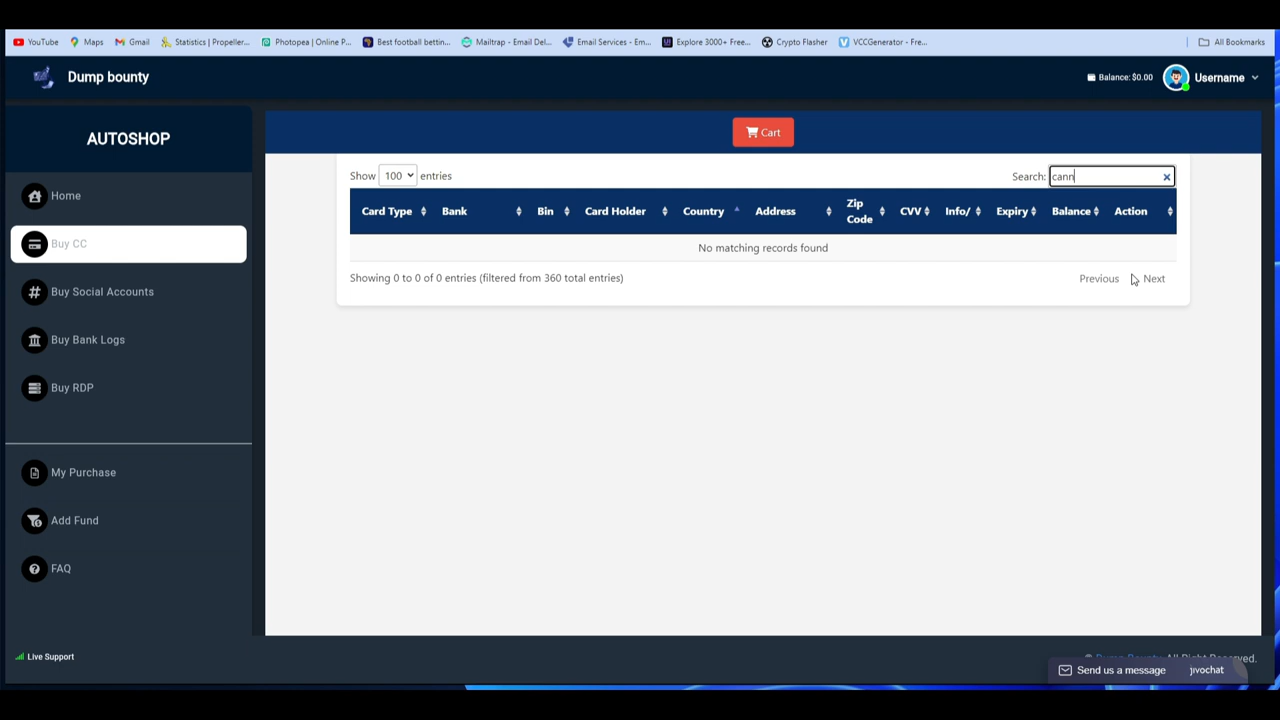 YouTube Maps Gmail Statistics | Propeller... Photopea | Online P... Best football bettin... Mailtrap - Email Del... Email Services - Em... Explore 3000+ Free... Crypto Flasher VCCGenerator - Fre... All Bookmarks
Dump bounty Balance: $0.00 Username
AUTOSHOP
Home
Buy CC
Buy Social Accounts
Buy Bank Logs
Buy RDP
My Purchase
Add Fund
FAQ
Live Support
Cart
Show 100 entries Search: cann
Card Type Bank Bin Card Holder Country Address Zip Code CVV Info/ Expiry Balance Action
No matching records found
Showing 0 to 0 of 0 entries (filtered from 360 total entries) Previous Next
© Dump Bounty. All Right Reserved.
Send us a message jivochat